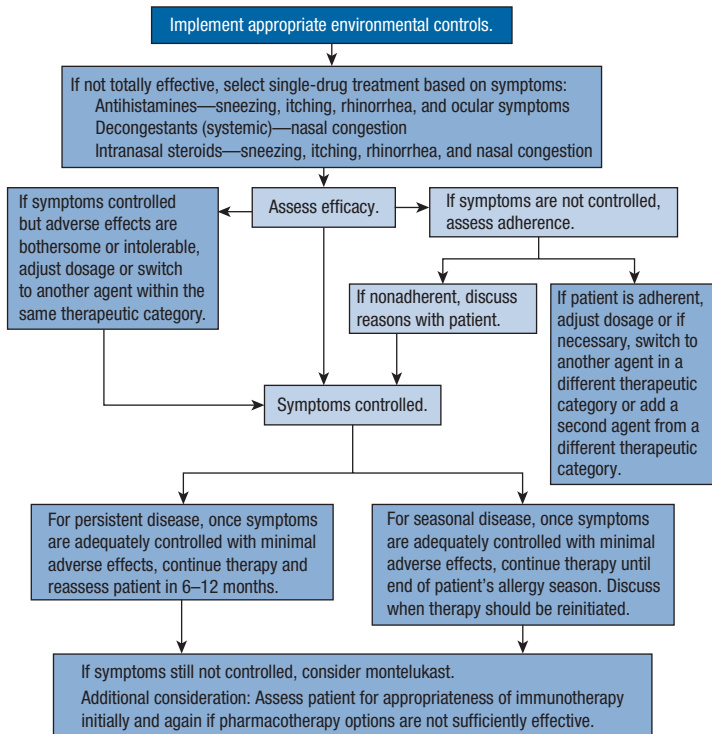 Implement appropriate environmental controls.
If not totally effective, select single-drug treatment based on symptoms:
Antihistamines—sneezing, itching, rhinorrhea, and ocular symptoms
Decongestants (systemic)—nasal congestion
Intranasal steroids—sneezing, itching, rhinorrhea, and nasal congestion
If symptoms controlled
but adverse effects are
bothersome or intolerable,
adjust dosage or switch
to another agent within the
same therapeutic category.
Assess efficacy.
If symptoms are not controlled,
assess adherence.
If nonadherent, discuss
reasons with patient.
If patient is adherent,
adjust dosage or if
necessary, switch to
another agent in a
different therapeutic
category or add a
second agent from a
different therapeutic
category.
Symptoms controlled.
For persistent disease, once symptoms
are adequately controlled with minimal
adverse effects, continue therapy and
reassess patient in 6–12 months.
For seasonal disease, once symptoms
are adequately controlled with minimal
adverse effects, continue therapy until
end of patient’s allergy season. Discuss
when therapy should be reinitiated.
If symptoms still not controlled, consider montelukast.
Additional consideration: Assess patient for appropriateness of immunotherapy
initially and again if pharmacotherapy options are not sufficiently effective.